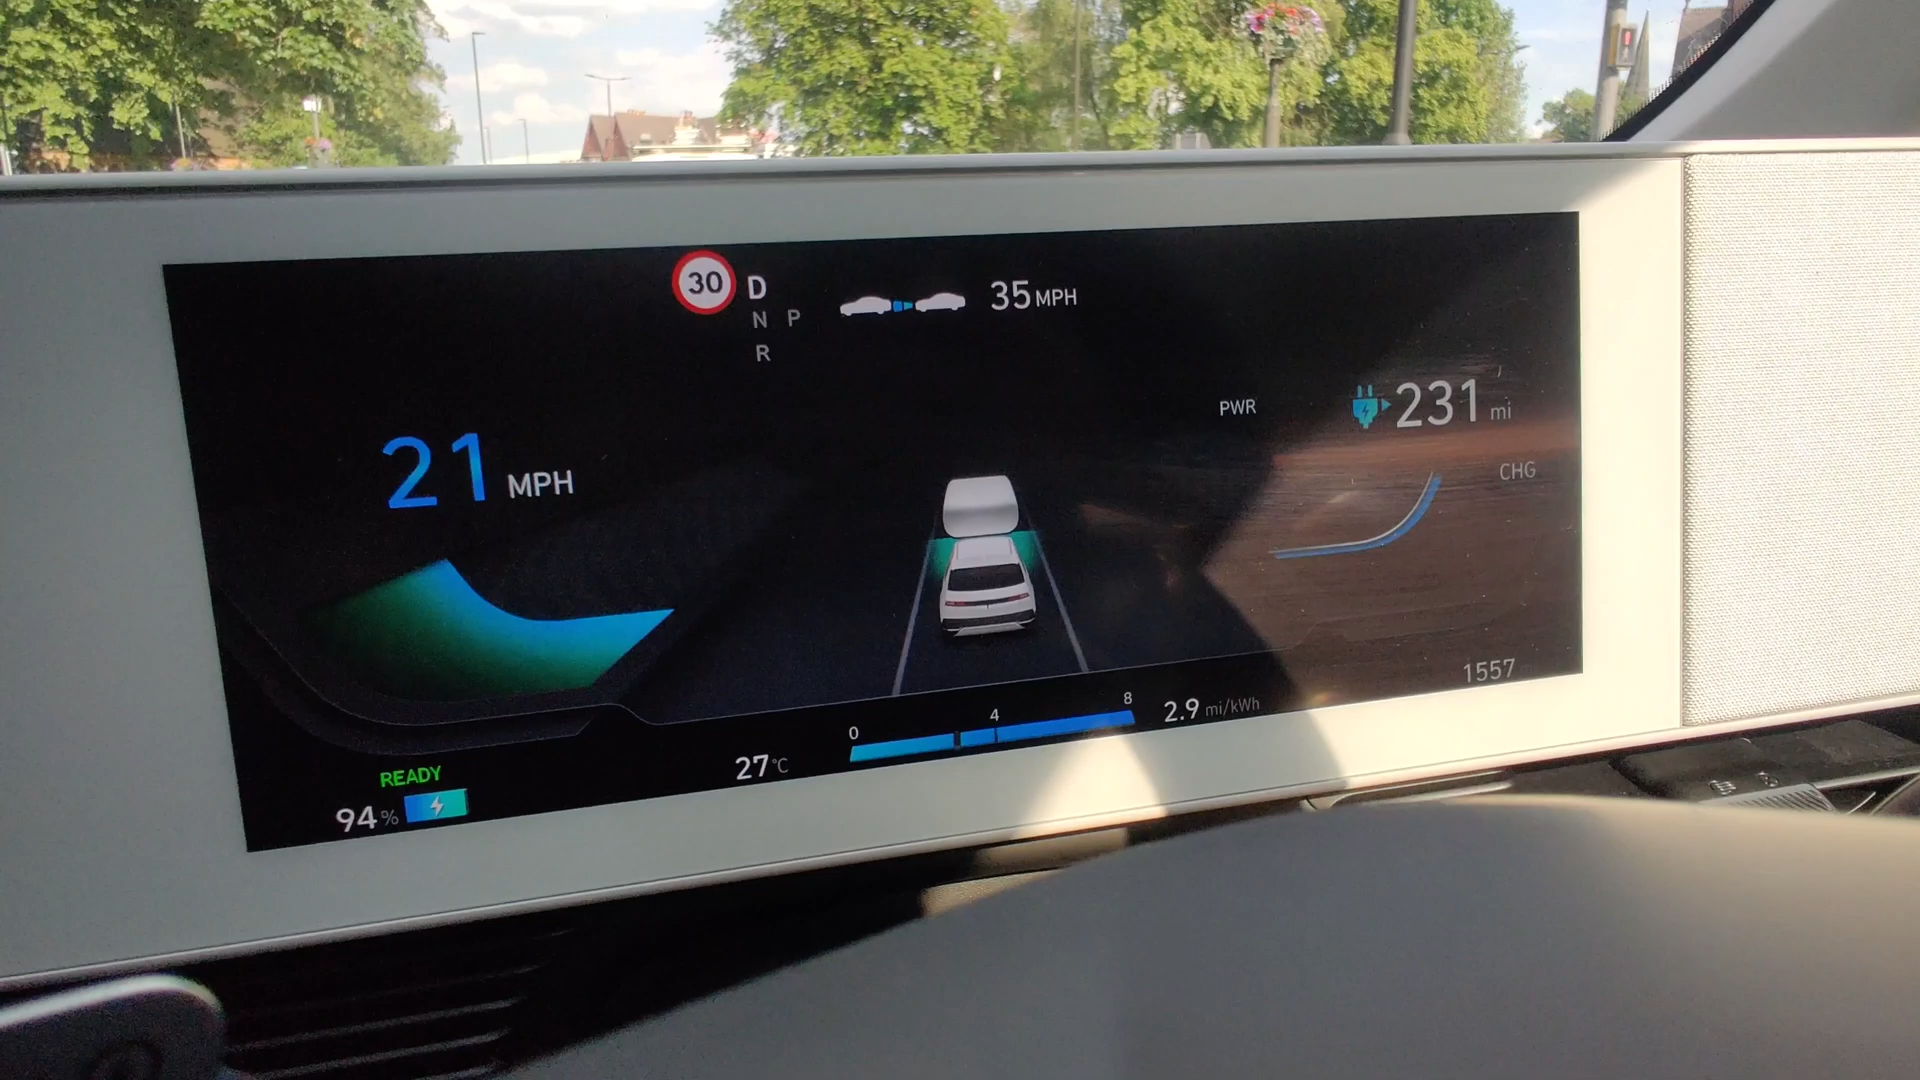 30 D
N P
R
35 MPH
PWR
231 mi
21 MPH
CHG
1557
0 4 8
2.9 mi/kWh
27 °C
READY
94 %